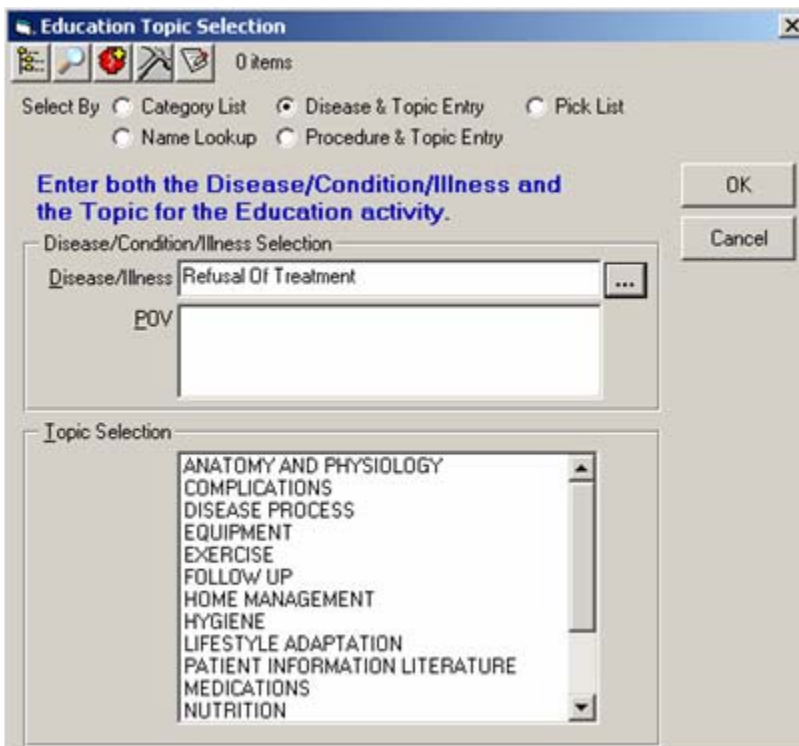 Education Topic Selection
0 items
Select By Category List Disease & Topic Entry Pick List
Name Lookup Procedure & Topic Entry
Enter both the Disease/Condition/Illness and
the Topic for the Education activity.
OK
Cancel
Disease/Condition/Illness Selection
Disease/Illness Refusal Of Treatment ...
POV
Topic Selection
ANATOMY AND PHYSIOLOGY
COMPLICATIONS
DISEASE PROCESS
EQUIPMENT
EXERCISE
FOLLOW UP
HOME MANAGEMENT
HYGIENE
LIFESTYLE ADAPTATION
PATIENT INFORMATION LITERATURE
MEDICATIONS
NUTRITION